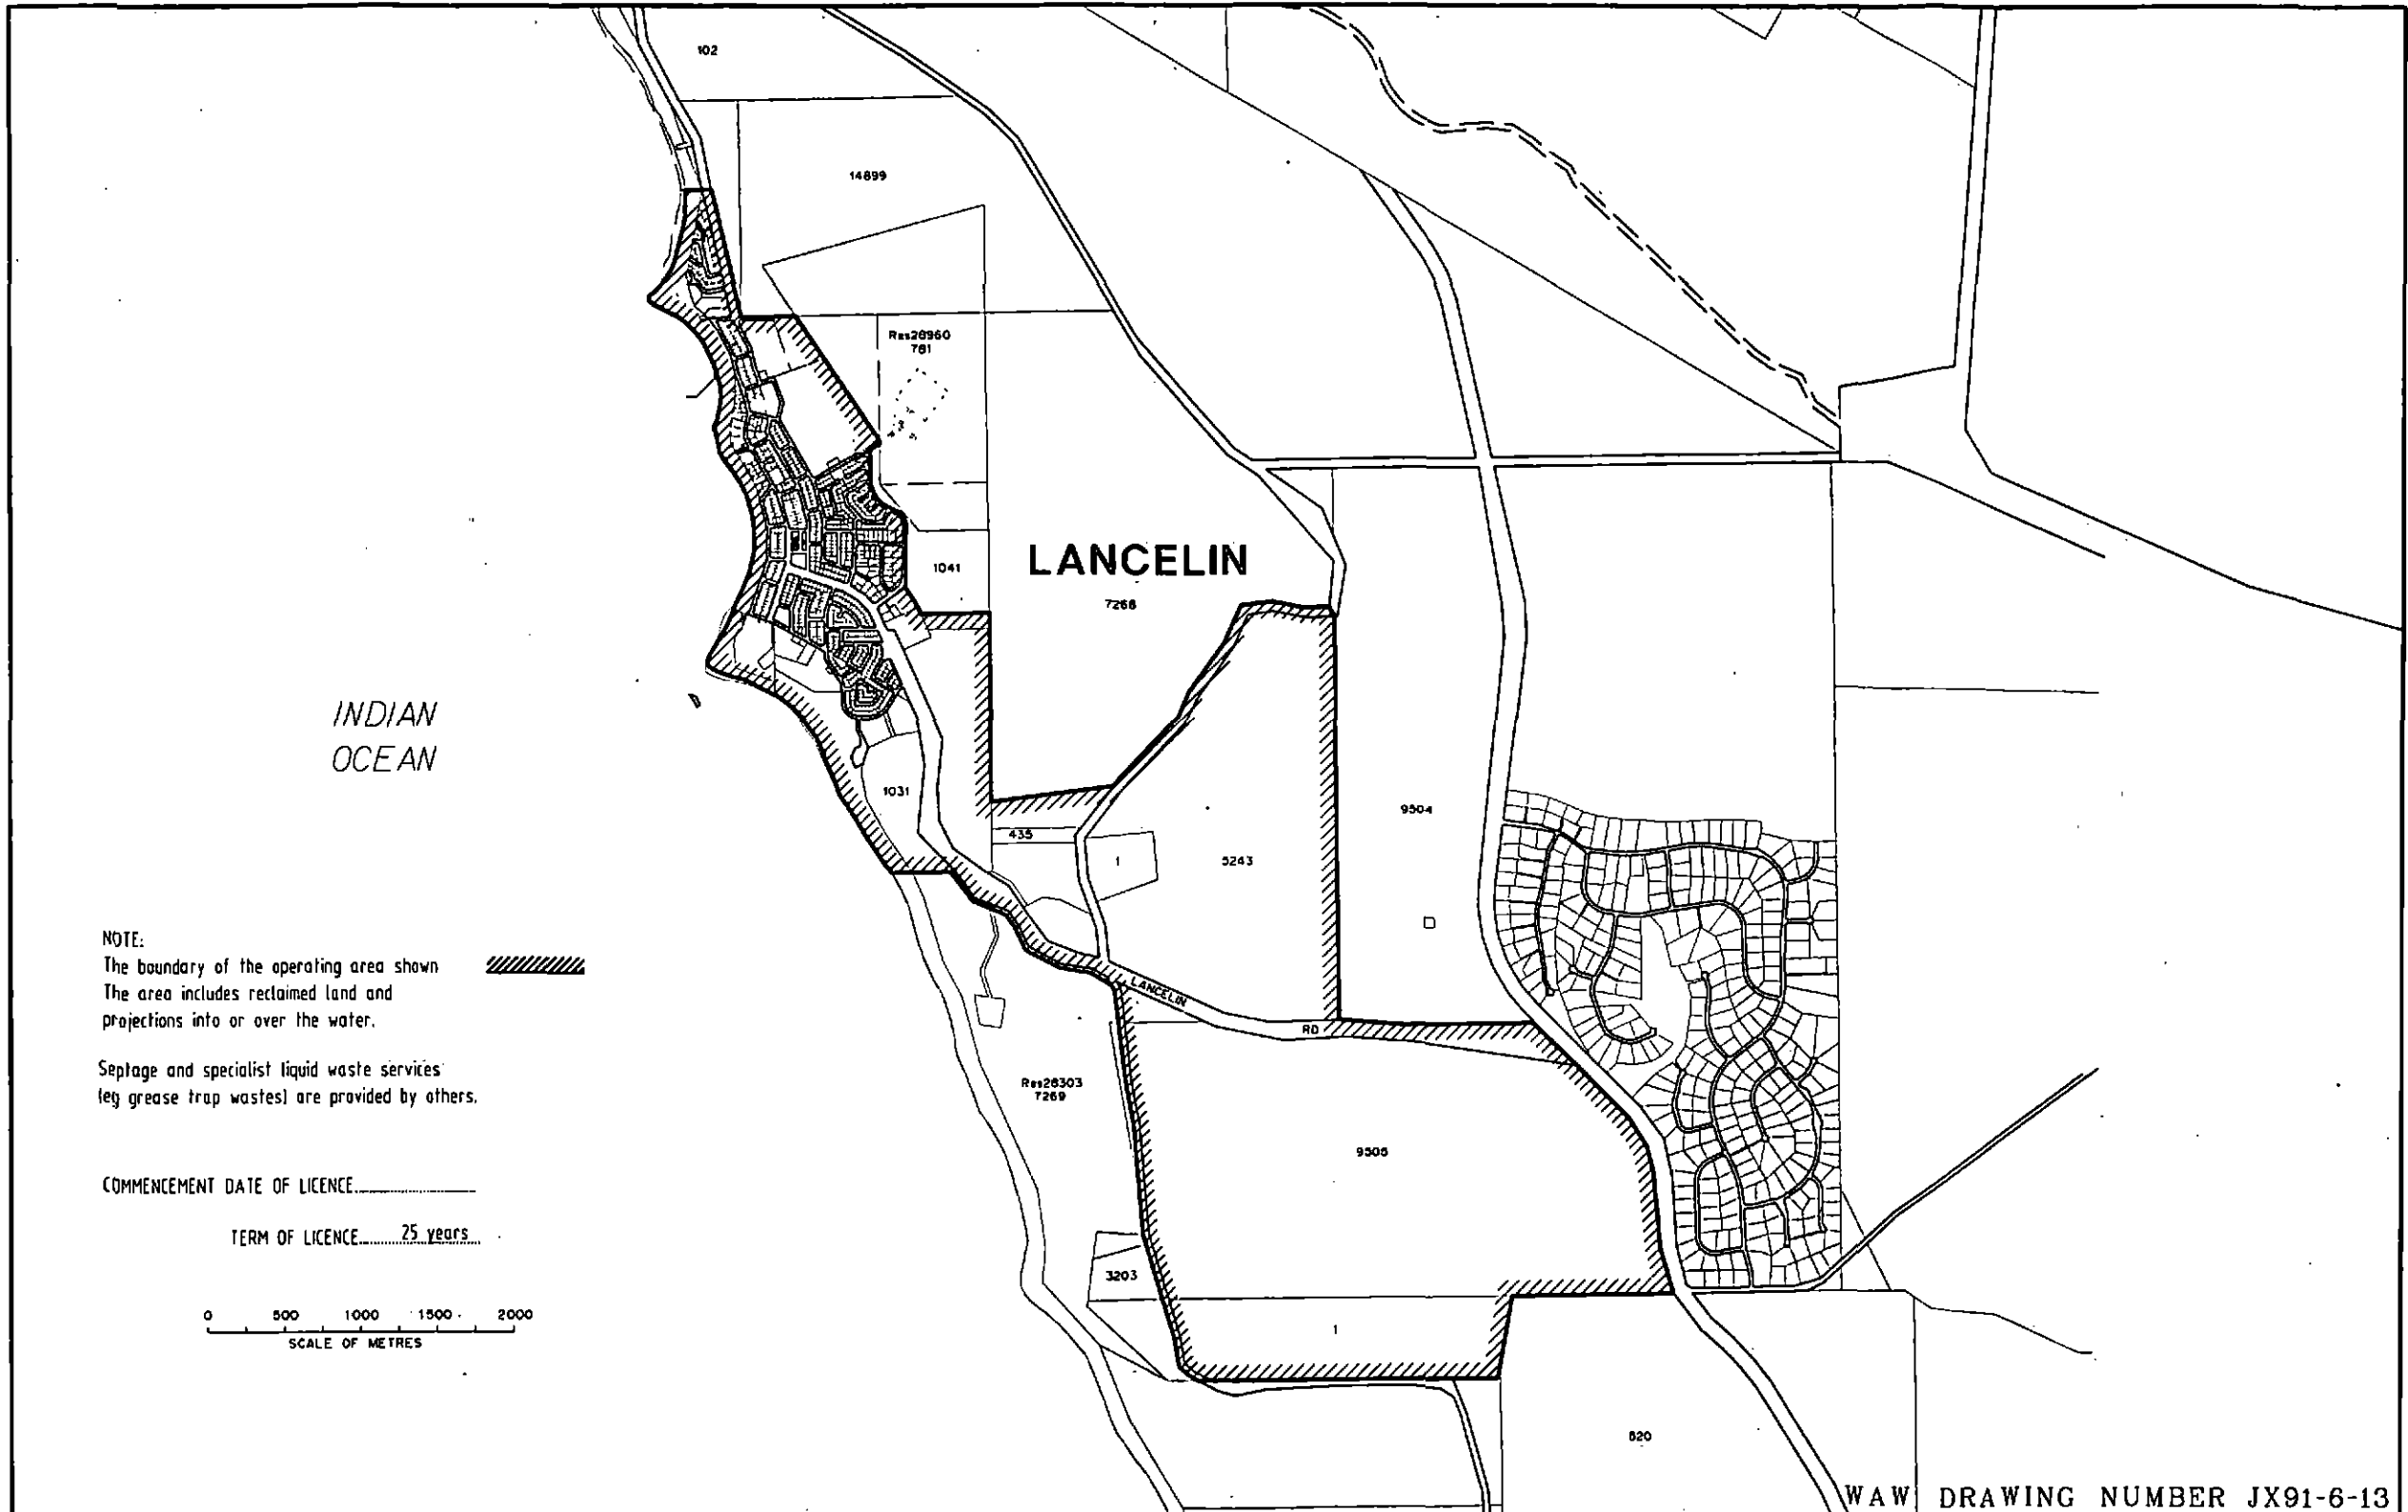 102
14899
Res28960
781
1041
LANCELIN
7268
INDIAN
OCEAN
1031
435
1
5243
9504
NOTE:
The boundary of the operating area shown
The area includes reclaimed land and
projections into or over the water.
LANCELIN
RD
Septage and specialist liquid waste services
(eg grease trap wastes) are provided by others.
Res28303
7269
9505
COMMENCEMENT DATE OF LICENCE
TERM OF LICENCE 25 years
3203
0 500 1000 1500 2000
SCALE OF METRES
1
820
WAW DRAWING NUMBER JX91-6-13